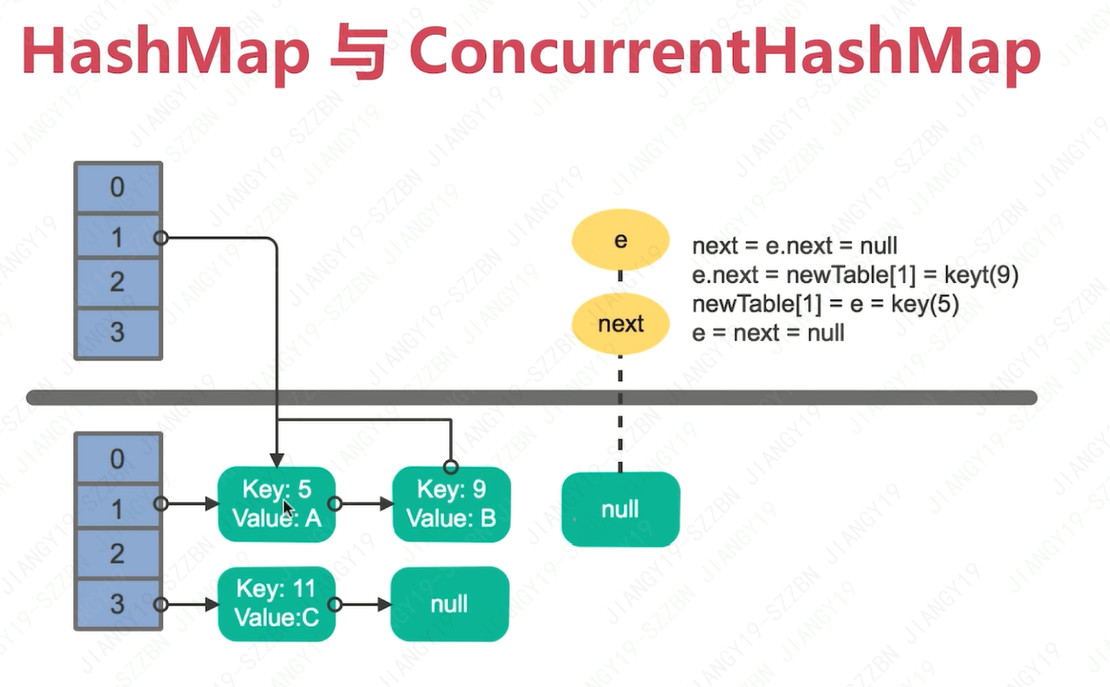 HashMap 与 ConcurrentHashMap
0
1
2
3
e
next
next = e.next = null
e.next = newTable[1] = keyt(9)
newTable[1] = e = key(5)
e = next = null
0
1
2
3
Key: 5
Value: A
Key: 9
Value: B
null
Key: 11
Value:C
null
JIANGY19-SZZBN